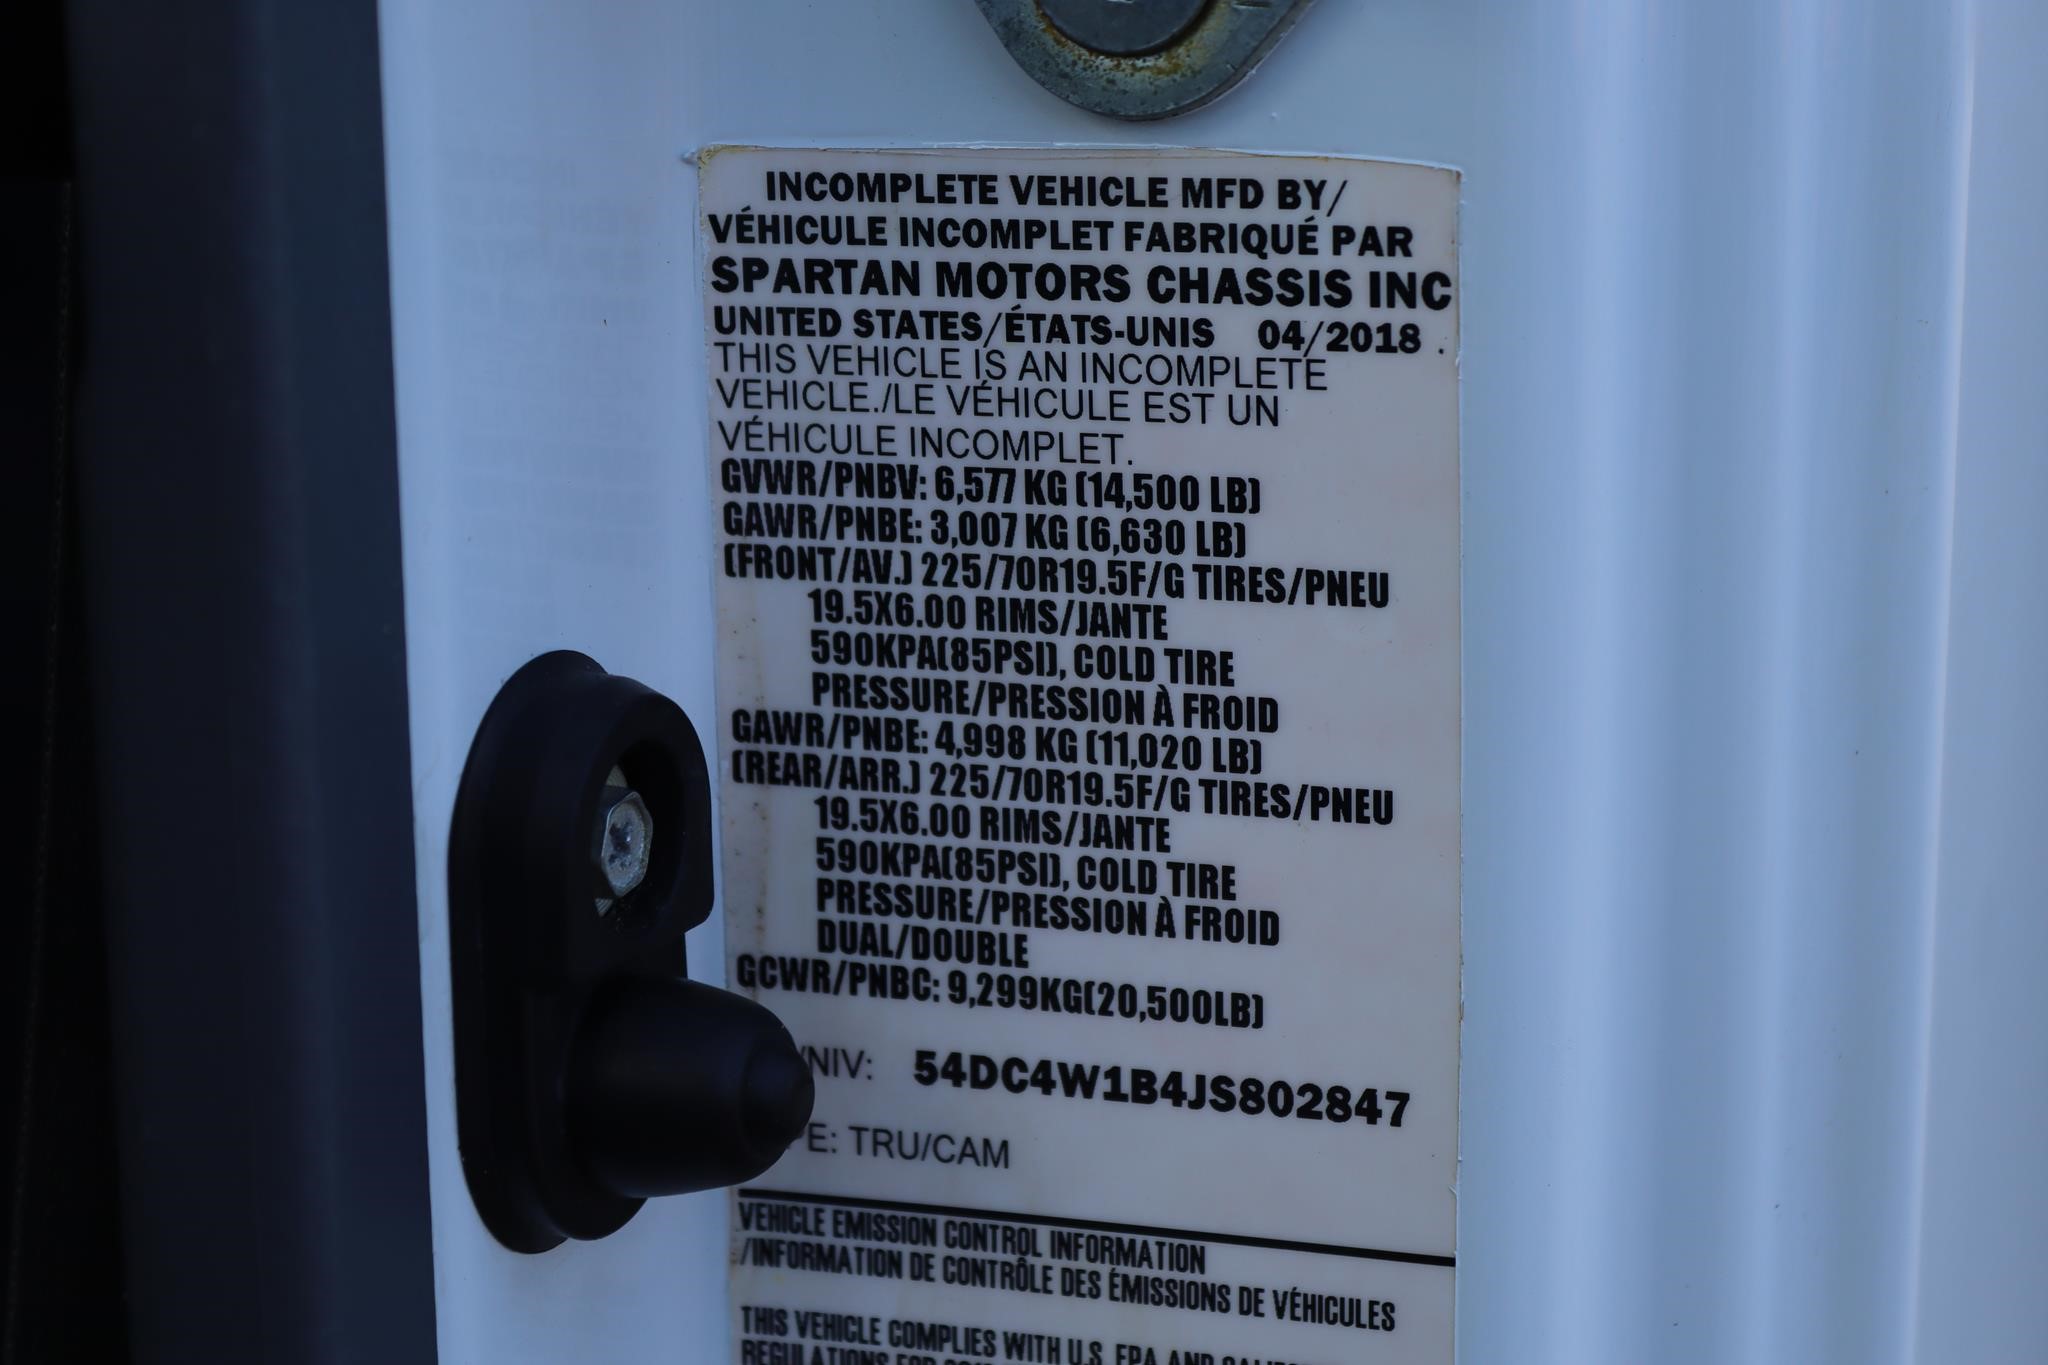 INCOMPLETE VEHICLE MFD BY/
VÉHICULE INCOMPLET FABRIQUÉ PAR
SPARTAN MOTORS CHASSIS INC
UNITED STATES/ÉTATS-UNIS 04/2018 .
THIS VEHICLE IS AN INCOMPLETE
VEHICLE./LE VÉHICULE EST UN
VÉHICULE INCOMPLET.
GVWR/PNBV: 6,577 KG (14,500 LB)
GAWR/PNBE: 3,007 KG (6,630 LB)
(FRONT/AV.) 225/70R19.5F/G TIRES/PNEU
19.5X6.00 RIMS/JANTE
590KPA(85PSI), COLD TIRE
PRESSURE/PRESSION À FROID
GAWR/PNBE: 4,998 KG (11,020 LB)
(REAR/ARR.) 225/70R19.5F/G TIRES/PNEU
19.5X6.00 RIMS/JANTE
590KPA(85PSI), COLD TIRE
PRESSURE/PRESSION À FROID
DUAL/DOUBLE
GCWR/PNBC: 9,299KG(20,500LB)
/NIV: 54DC4W1B4JS802847
PE: TRU/CAM
VEHICLE EMISSION CONTROL INFORMATION
/INFORMATION DE CONTRÔLE DES ÉMISSIONS DE VÉHICULES
THIS VEHICLE COMPLIES WITH U.S. EPA AND
REGULATIONS FOR